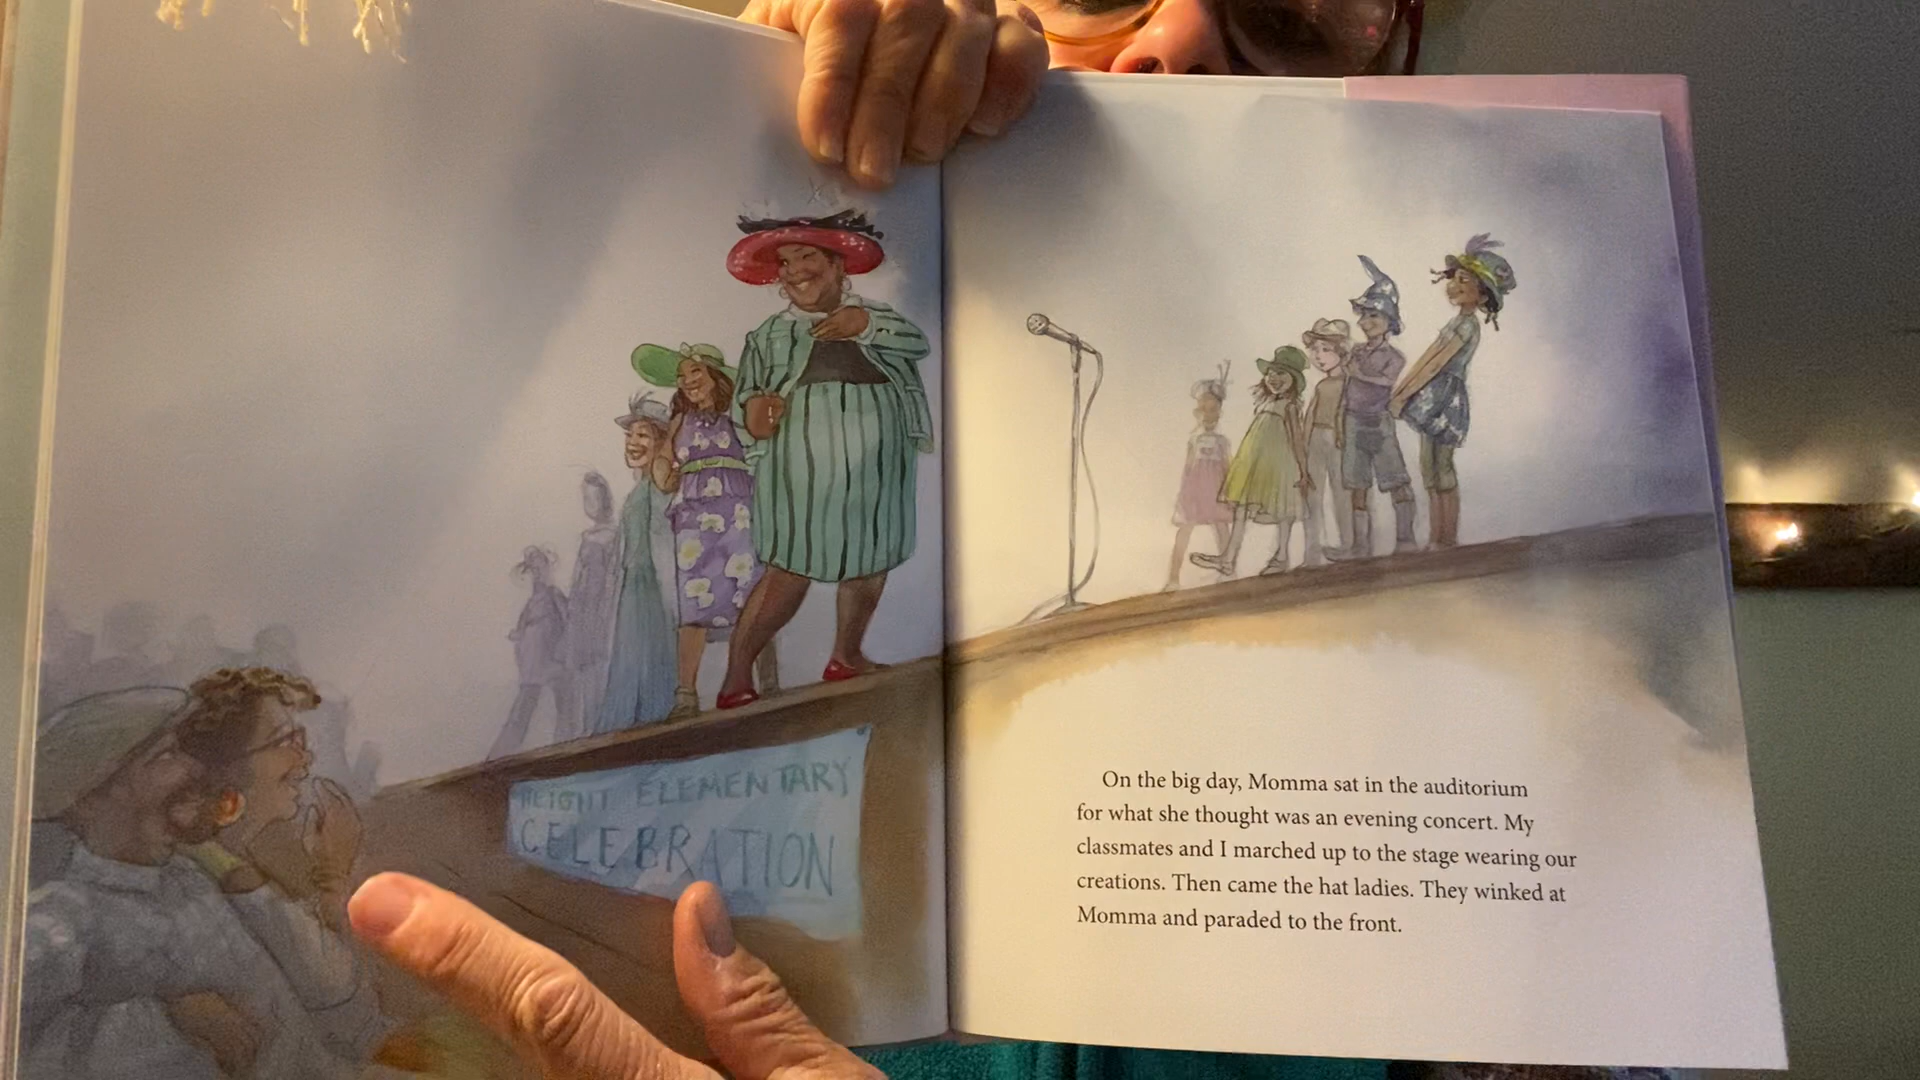 HEIGHT ELEMENTARY
CELEBRATION
On the big day, Momma sat in the auditorium
for what she thought was an evening concert. My
classmates and I marched up to the stage wearing our
creations. Then came the hat ladies. They winked at
Momma and paraded to the front.